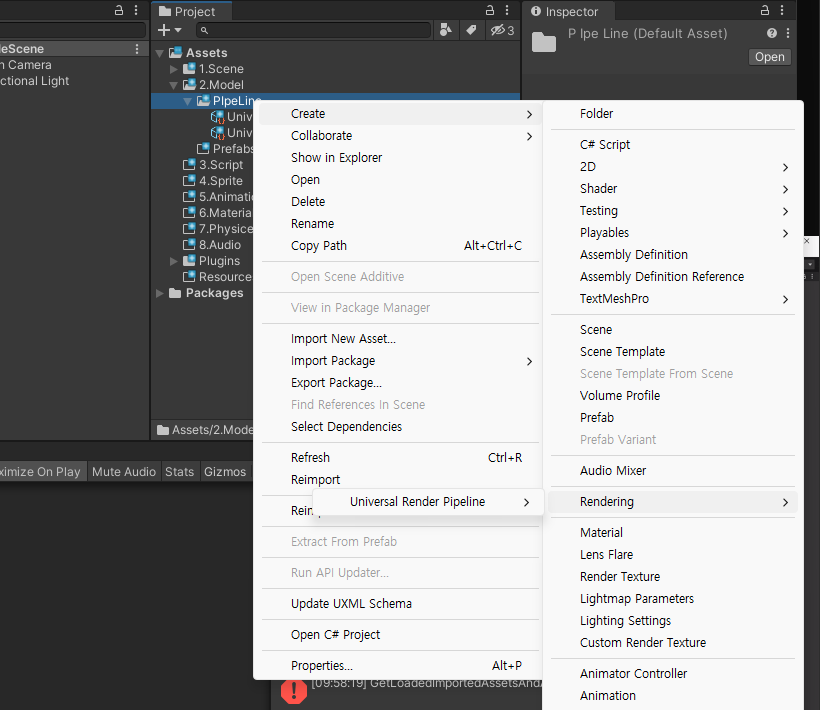 Project
Inspector
3
P Ipe Line (Default Asset)
Open
leScene
n Camera
ctional Light
Assets
1.Scene
2.Model
PIpeLine
Univ
Univ
Prefabs
3.Script
4.Sprite
5.Animatio
6.Materia
7.Physice
8.Audio
Plugins
Resource
Packages
Assets/2.Mode
ximize On Play
Mute Audio
Stats
Gizmos
Create
Collaborate
Show in Explorer
Open
Delete
Rename
Copy Path Alt+Ctrl+C
Open Scene Additive
View in Package Manager
Import New Asset...
Import Package
Export Package...
Find References In Scene
Select Dependencies
Refresh Ctrl+R
Reimport
Universal Render Pipeline
Extract From Prefab
Run API Updater...
Update UXML Schema
Open C# Project
Properties... Alt+P
Folder
C# Script
2D
Shader
Testing
Playables
Assembly Definition
Assembly Definition Reference
TextMeshPro
Scene
Scene Template
Scene Template From Scene
Volume Profile
Prefab
Prefab Variant
Audio Mixer
Rendering
Material
Lens Flare
Render Texture
Lightmap Parameters
Lighting Settings
Custom Render Texture
Animator Controller
Animation
[09:58:19] GetLoadedImportedAssetsAndA